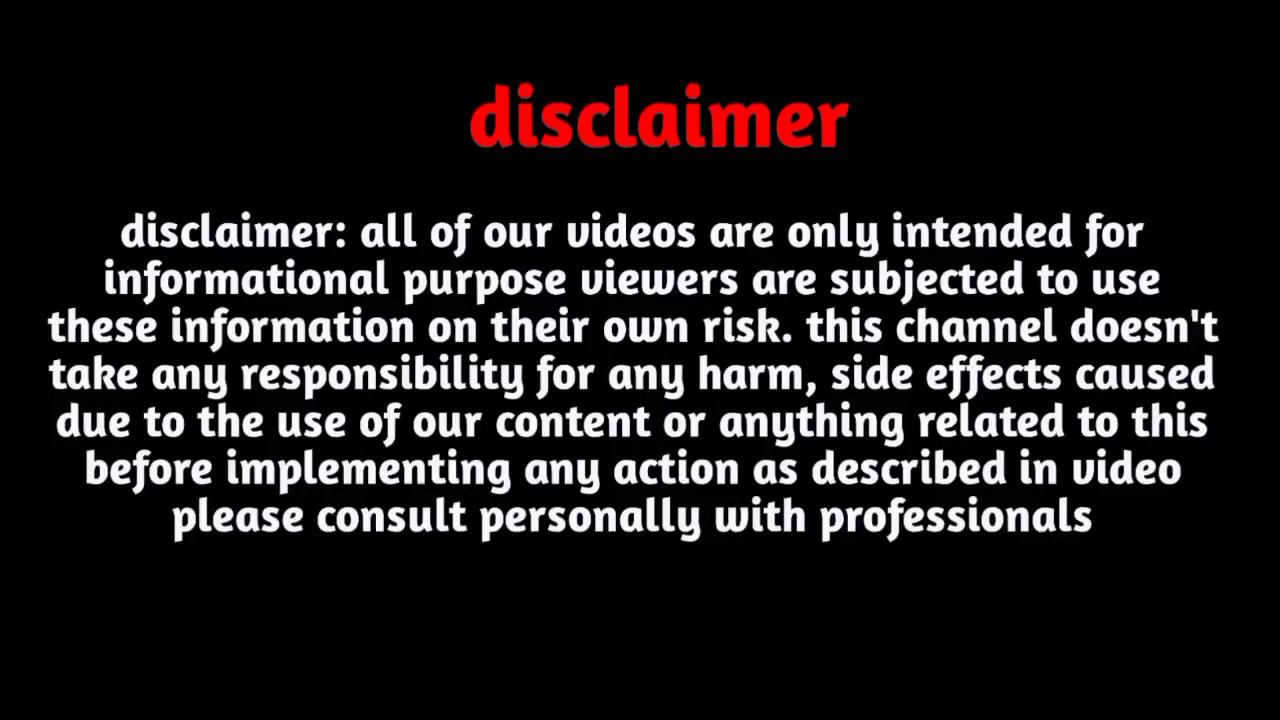 disclaimer
disclaimer: all of our videos are only intended for
informational purpose viewers are subjected to use
these information on their own risk. this channel doesn't
take any responsibility for any harm, side effects caused
due to the use of our content or anything related to this
before implementing any action as described in video
please consult personally with professionals